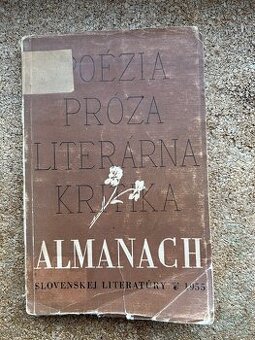 POÉZIA
PRÓZA
LITERÁRNA
KRITIKA
ALMANACH
SLOVENSKEJ LITERATÚRY 1955